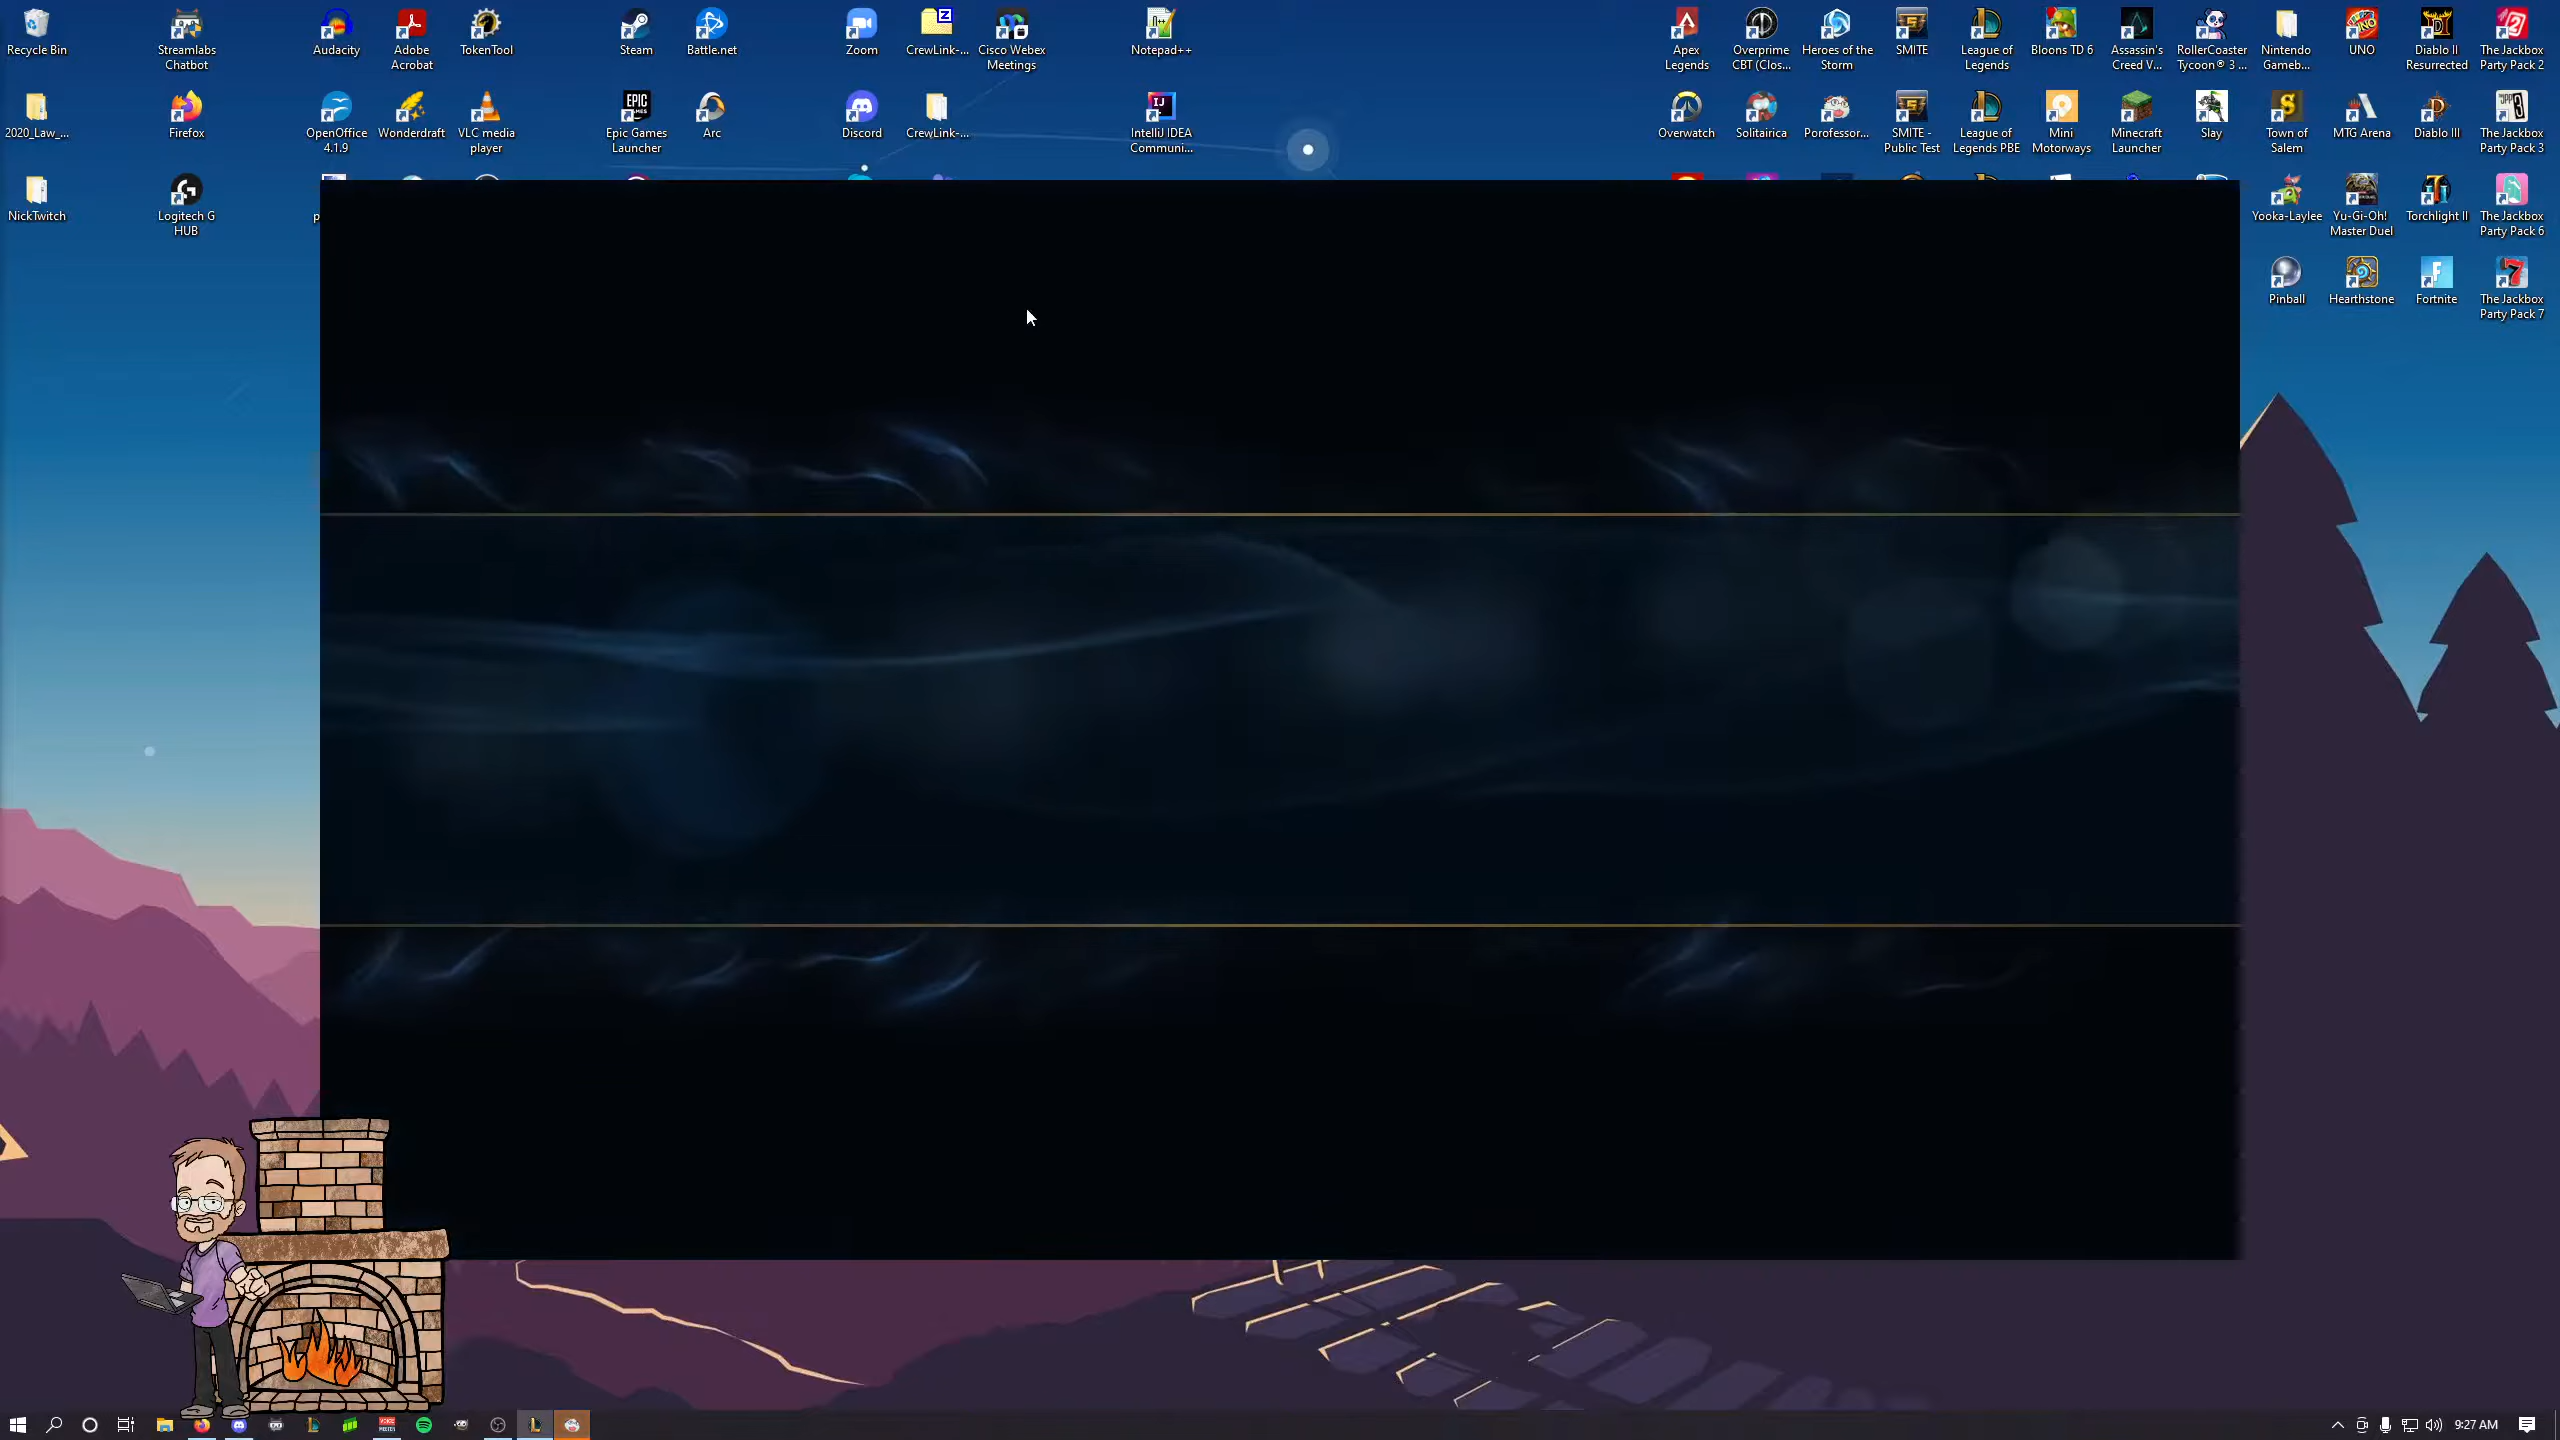 Recycle Bin
Streamlabs
Chatbot
Audacity
Adobe
Acrobat
TokenTool
Steam
Battle.net
Zoom
CrewLink-...
Cisco Webex
Meetings
Notepad++
Apex
Legends
Overprime
CBT (Clos...
Heroes of the
Storm
SMITE
League of
Legends
Bloons TD 6
Assassin's
Creed V...
RollerCoaster
Tycoon® 3 ...
Nintendo
Gameb...
UNO
Diablo II
Resurrected
The Jackbox
Party Pack 2
2020_Law_...
Firefox
OpenOffice
4.1.9
Wonderdraft
VLC media
player
Epic Games
Launcher
Arc
Discord
CrewLink-...
IntelliJ IDEA
Communi...
Overwatch
Solitairica
Porofessor...
SMITE -
Public Test
League of
Legends PBE
Mini
Motorways
Minecraft
Launcher
Slay
Town of
Salem
MTG Arena
Diablo III
The Jackbox
Party Pack 3
NickTwitch
Logitech G
HUB
p
Yooka-Laylee
Yu-Gi-Oh!
Master Duel
Torchlight II
The Jackbox
Party Pack 6
Pinball
Hearthstone
Fortnite
The Jackbox
Party Pack 7
9:27 AM